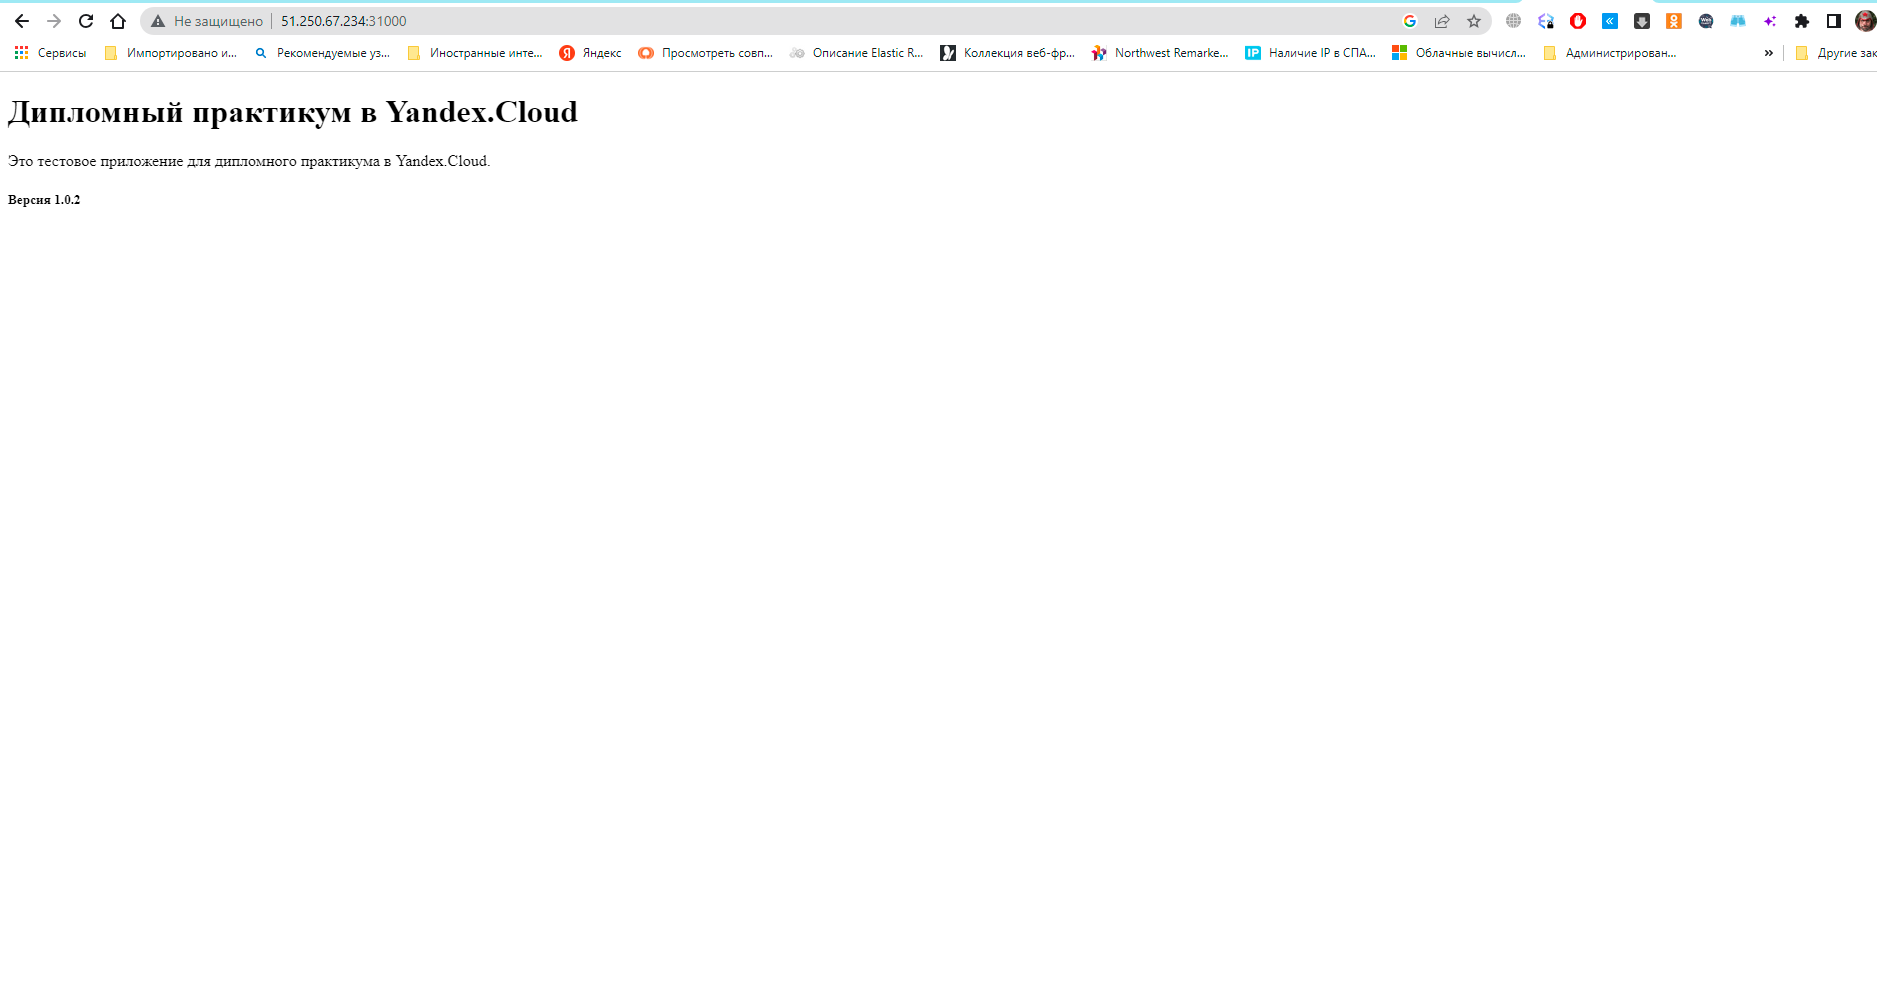 Не защищено 51.250.67.234:31000
Сервисы Импортировано и... Рекомендуемые уз... Иностранные инте... Яндекс Просмотреть совп... Описание Elastic R... Коллекция веб-фр... Northwest Remarke... Наличие IP в СПА... Облачные вычисл... Администрирован... » Другие зак
Дипломный практикум в Yandex.Cloud
Это тестовое приложение для дипломного практикума в Yandex.Cloud.
Версия 1.0.2